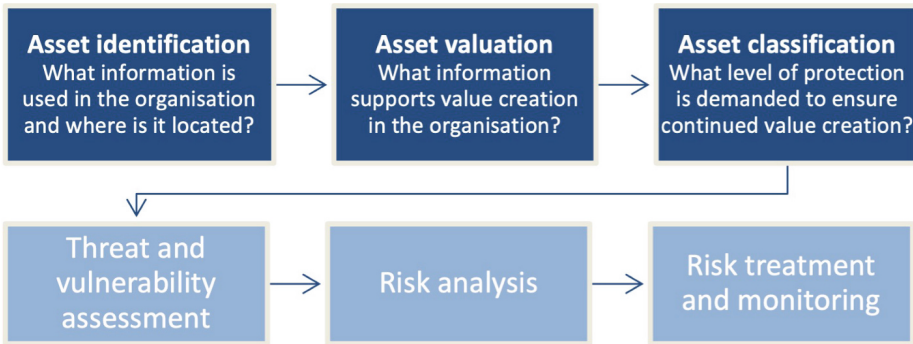 Asset identification
What information is
used in the organisation
and where is it located?
Asset valuation
What information
supports value creation
in the organisation?
Asset classification
What level of protection
is demanded to ensure
continued value creation?
Threat and
vulnerability
assessment
Risk analysis
Risk treatment
and monitoring